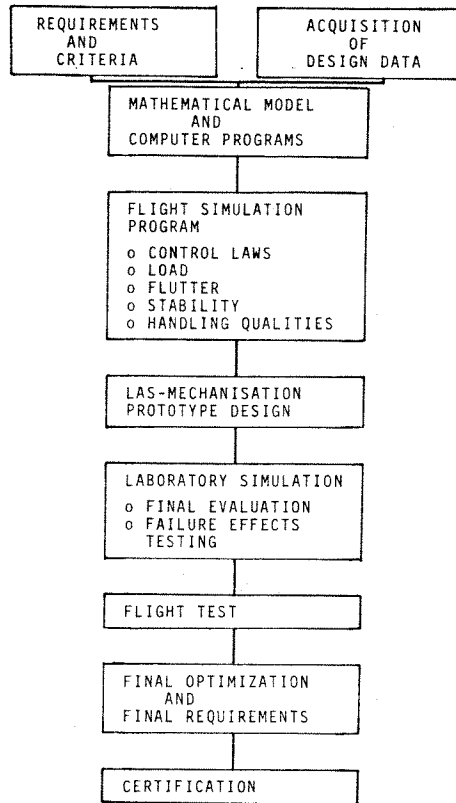 REQUIREMENTS
AND
CRITERIA
ACQUISITION
OF
DESIGN DATA
MATHEMATICAL MODEL
AND
COMPUTER PROGRAMS
FLIGHT SIMULATION
PROGRAM
o CONTROL LAWS
o LOAD
o FLUTTER
o STABILITY
o HANDLING QUALITIES
LAS-MECHANISATION
PROTOTYPE DESIGN
LABORATORY SIMULATION
o FINAL EVALUATION
o FAILURE EFFECTS
TESTING
FLIGHT TEST
FINAL OPTIMIZATION
AND
FINAL REQUIREMENTS
CERTIFICATION